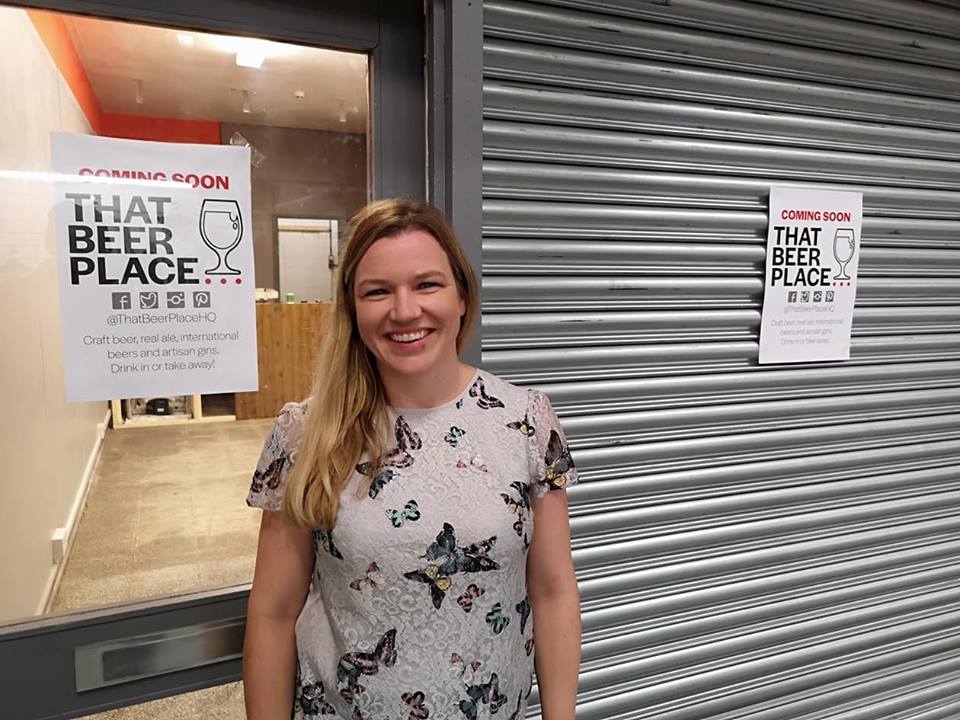 COMING SOON
THAT
BEER
PLACE...
@ThatBeerPlaceHQ
Craft beer, real ale, international
beers and artisan gins.
Drink in or take away!
COMING SOON
THAT
BEER
PLACE...
@ThatBeerPlaceHQ
Craft beer, real ale, international
beers and artisan gins.
Drink in or take away!